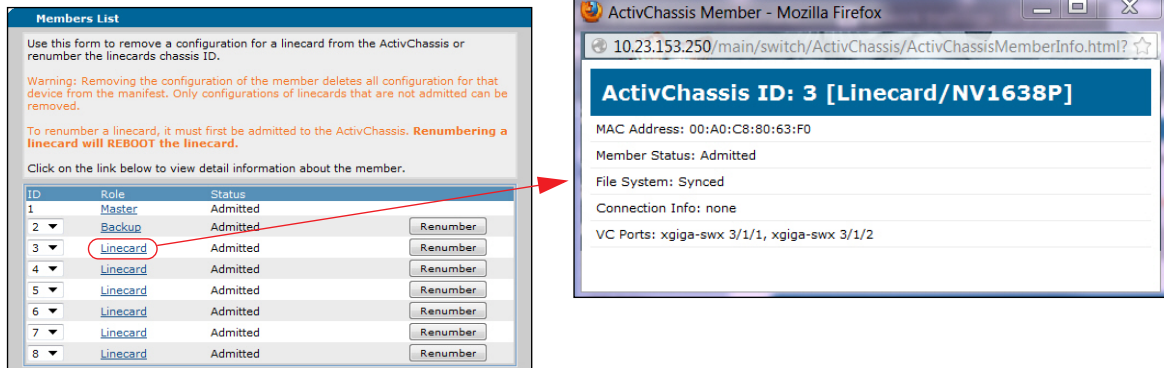 Members List
Use this form to remove a configuration for a linecard from the ActivChassis or
renumber the linecards chassis ID.
Warning: Removing the configuration of the member deletes all configuration for that
device from the manifest. Only configurations of linecards that are not admitted can be
removed.
To renumber a linecard, it must first be admitted to the ActivChassis. Renumbering a
linecard will REBOOT the linecard.
Click on the link below to view detail information about the member.
ID Role Status
1 Master Admitted
2 Backup Admitted Renumber
3 Linecard Admitted Renumber
4 Linecard Admitted Renumber
5 Linecard Admitted Renumber
6 Linecard Admitted Renumber
7 Linecard Admitted Renumber
8 Linecard Admitted Renumber
ActivChassis Member - Mozilla Firefox
10.23.153.250/main/switch/ActivChassis/ActivChassisMemberInfo.html?
ActivChassis ID: 3 [Linecard/NV1638P]
MAC Address: 00:A0:C8:80:63:F0
Member Status: Admitted
File System: Synced
Connection Info: none
VC Ports: xgiga-swx 3/1/1, xgiga-swx 3/1/2